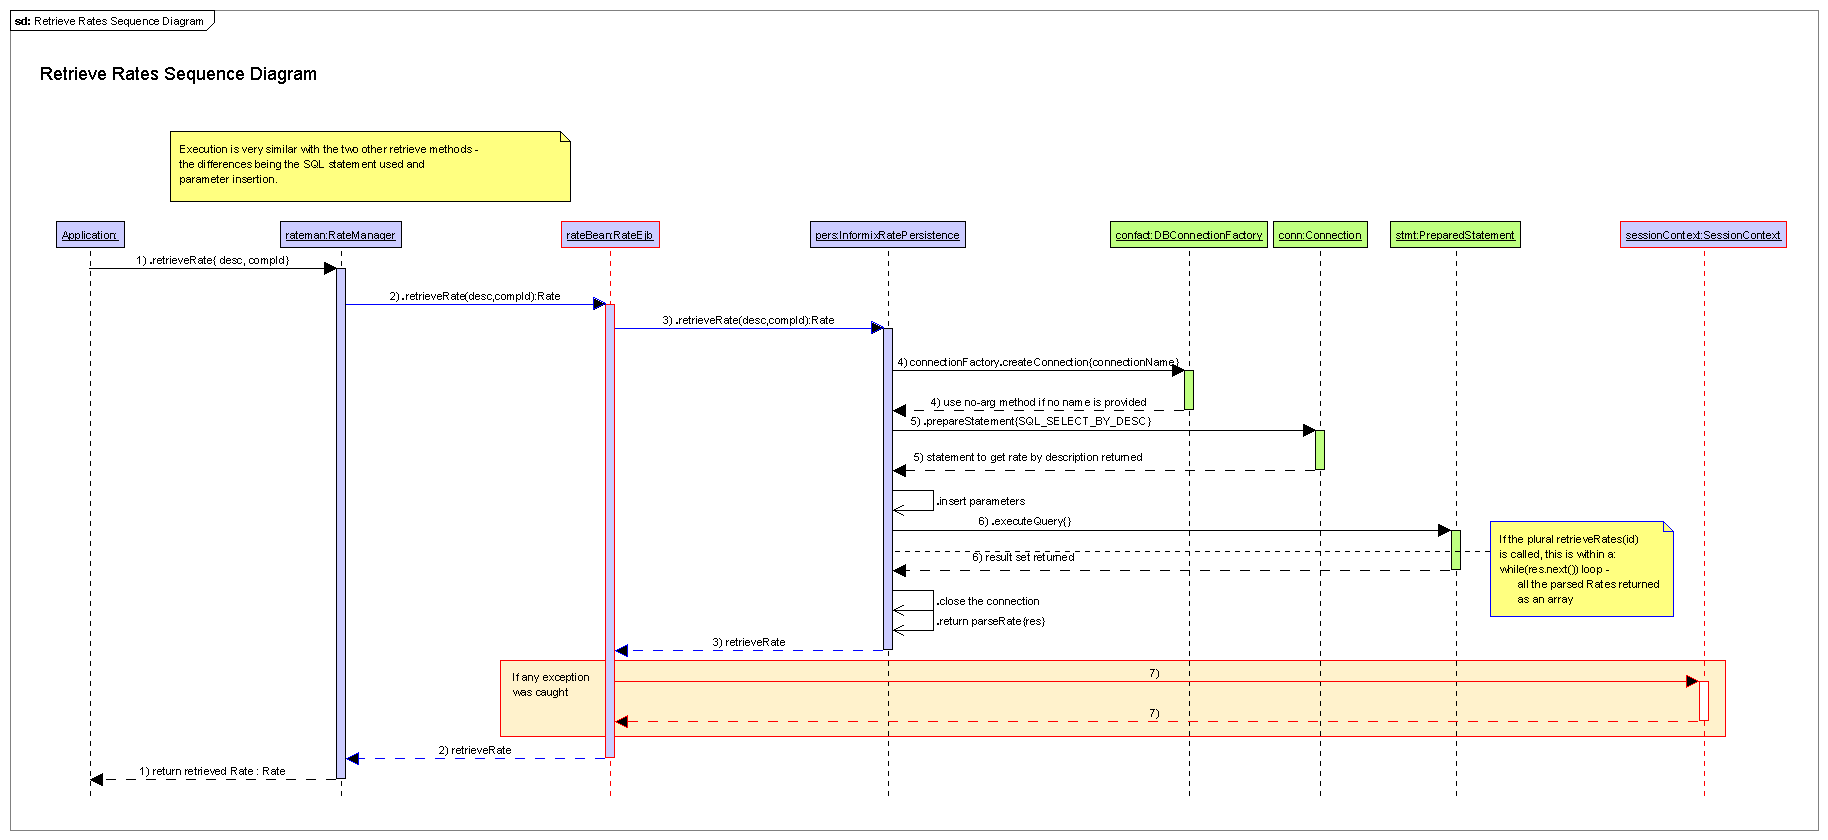 sd: Retrieve Rates Sequence Diagram
Retrieve Rates Sequence Diagram
Execution is very similar with the two other retrieve methods -
the differences being the SQL statement used and
parameter insertion.
Application:
rateman:RateManager
rateBean:RateEjb
pers:InformixRatePersistence
confact:DBConnectionFactory
conn:Connection
stmt:PreparedStatement
sessionContext:SessionContext
1) .retrieveRate{ desc, compId}
2) .retrieveRate(desc,compId):Rate
3) .retrieveRate(desc,compId):Rate
4) connectionFactory.createConnection{connectionName}
4) use no-arg method if no name is provided
5) .prepareStatement{SQL_SELECT_BY_DESC}
5) statement to get rate by description returned
.insert parameters
6) .executeQuery{}
If the plural retrieveRates(id)
is called, this is within a:
while(res.next()) loop -
all the parsed Rates returned
as an array
6) result set returned
.close the connection
.return parseRate{res}
3) retrieveRate
If any exception
was caught
7)
7)
2) retrieveRate
1) return retrieved Rate : Rate